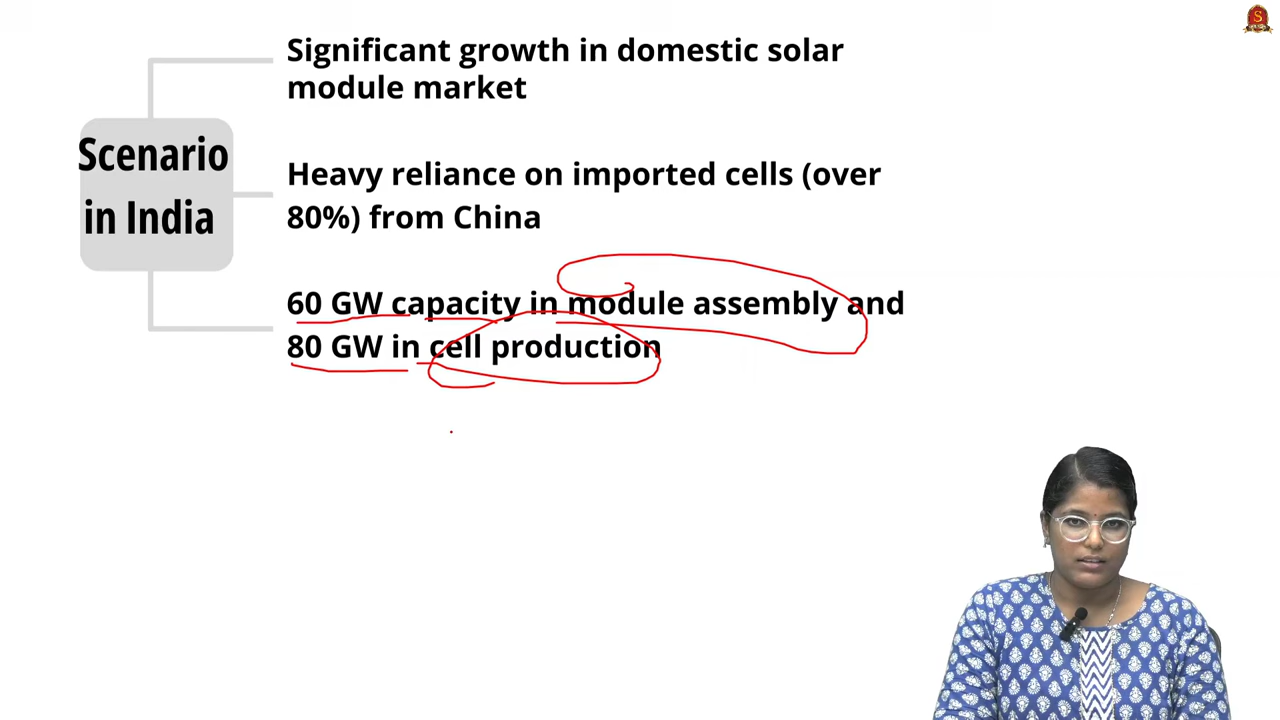 Significant growth in domestic solar
module market
Scenario
in India
Heavy reliance on imported cells (over
80%) from China
60 GW capacity in module assembly and
80 GW in cell production
S